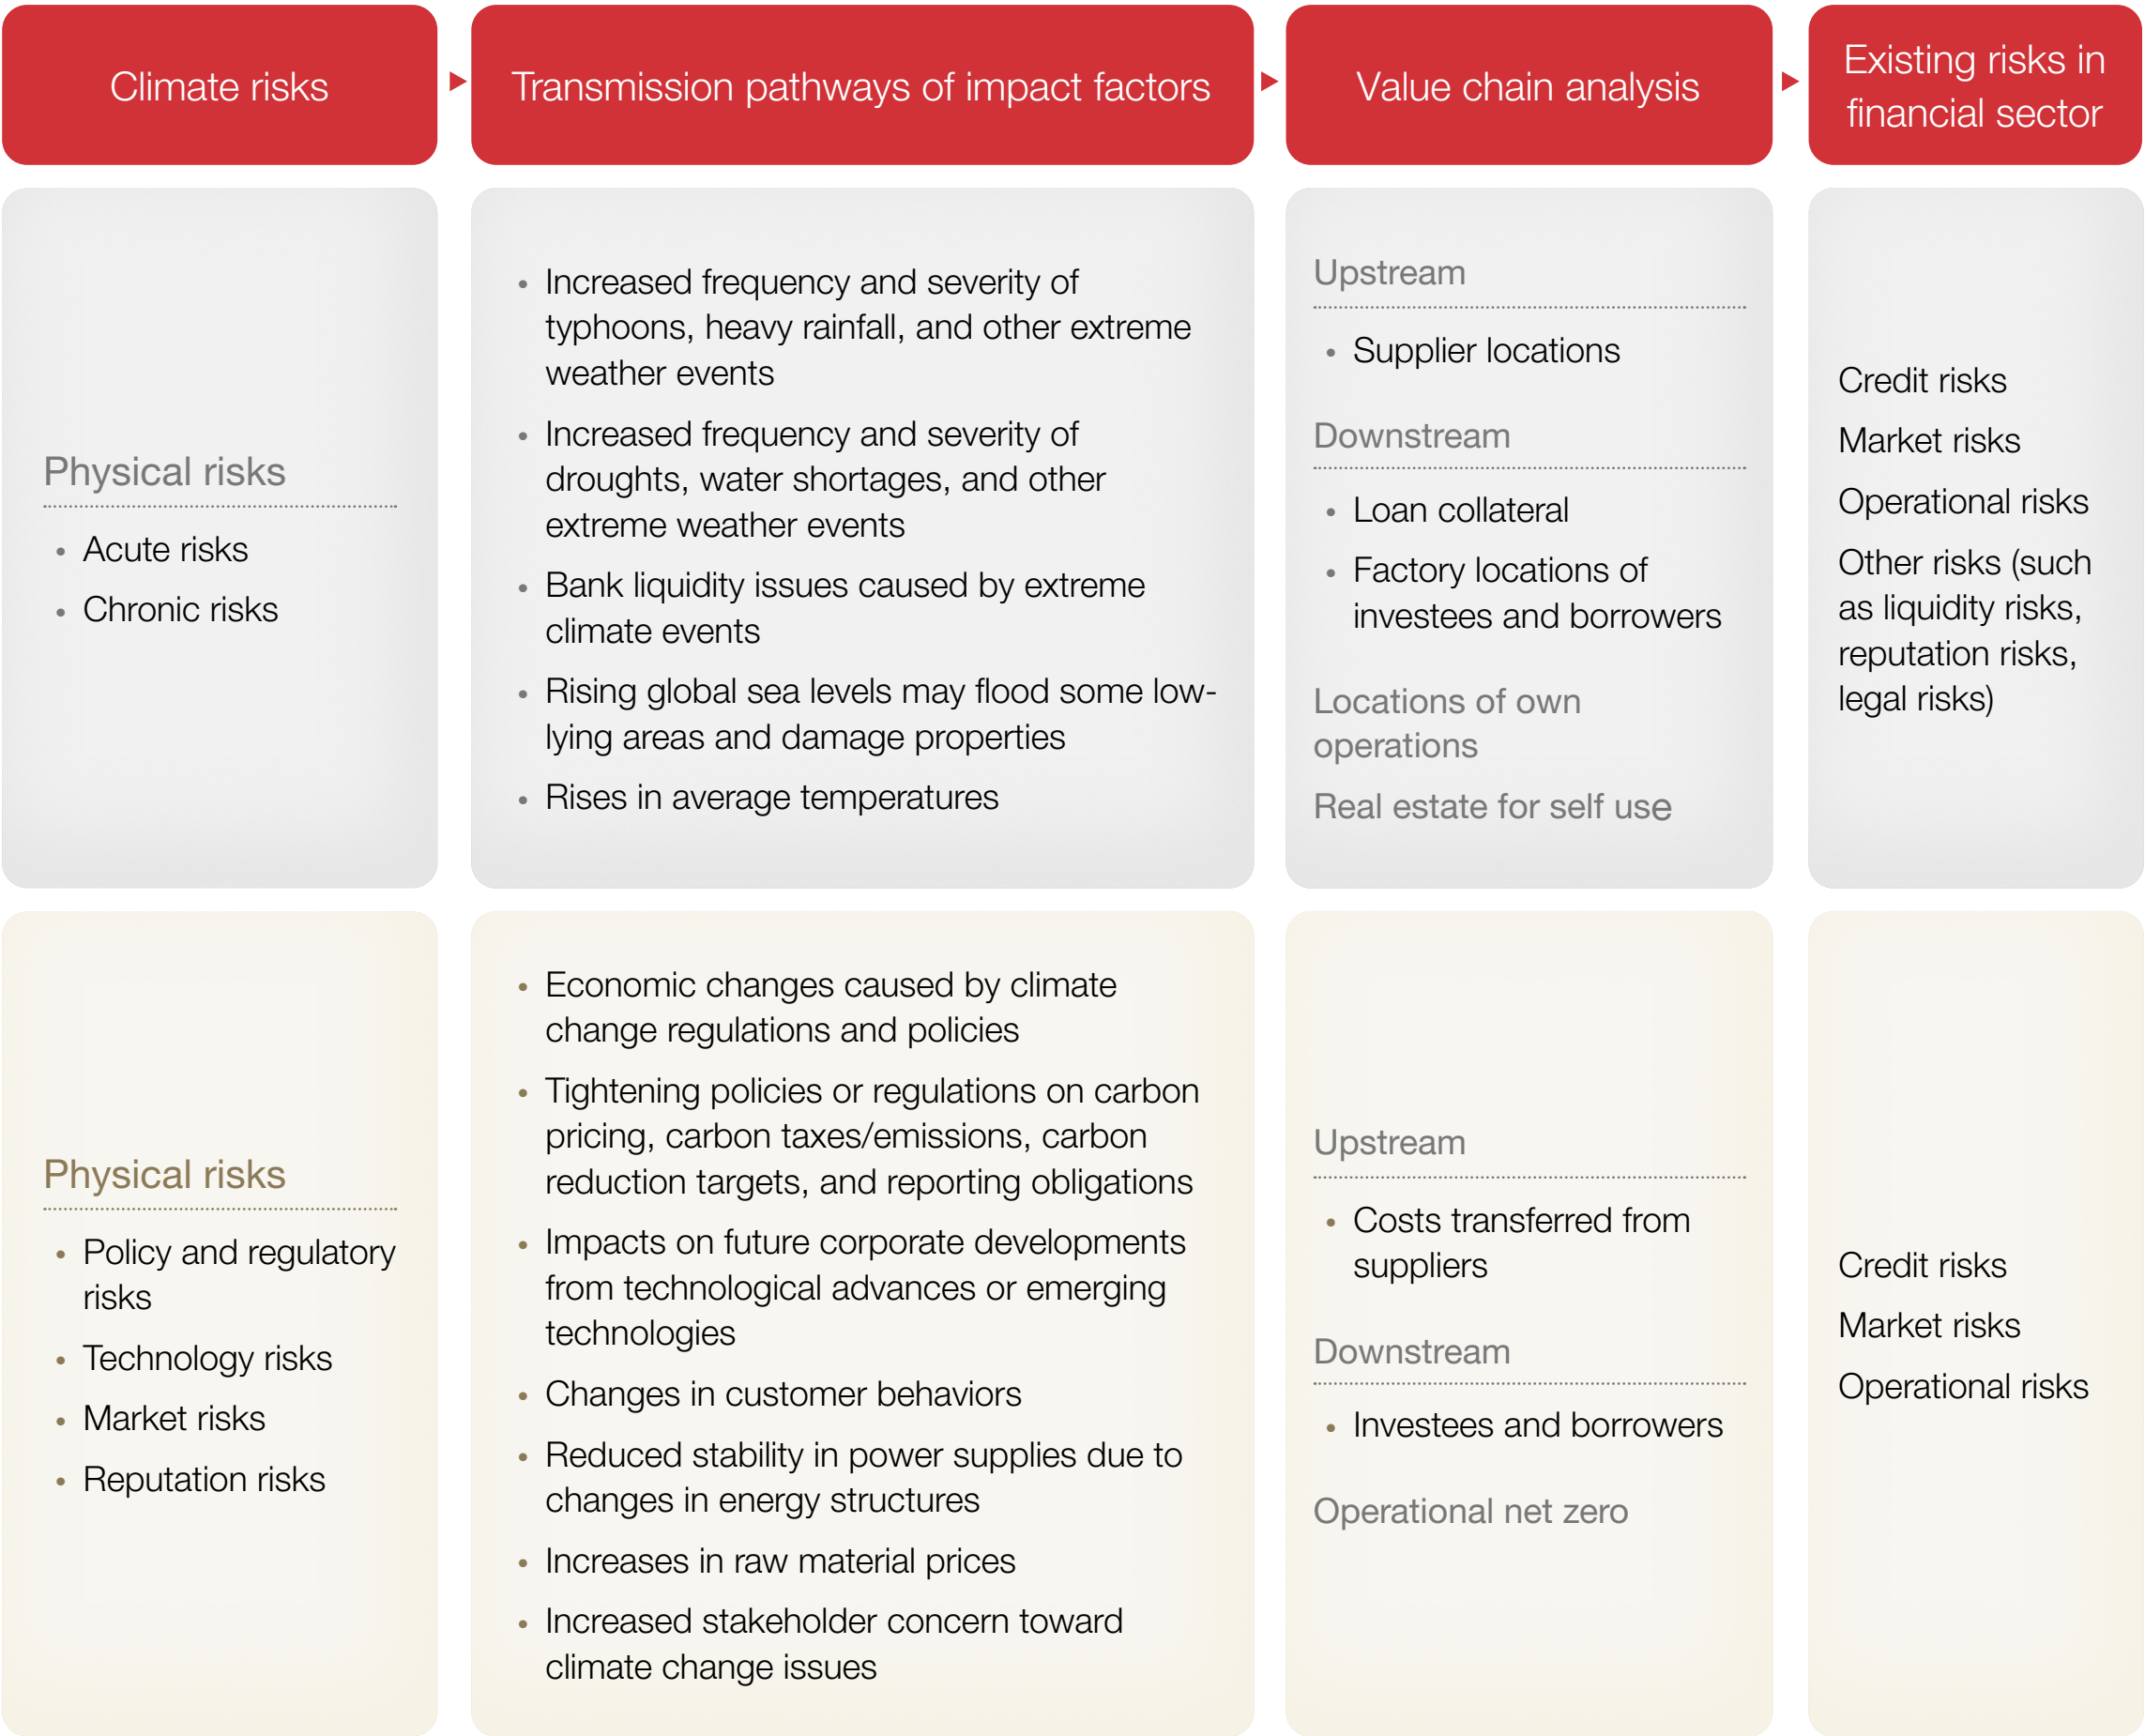 Climate risks
Transmission pathways of impact factors
Value chain analysis
Existing risks in
financial sector
Physical risks
• Acute risks
• Chronic risks
• Increased frequency and severity of
typhoons, heavy rainfall, and other extreme
weather events
• Increased frequency and severity of
droughts, water shortages, and other
extreme weather events
• Bank liquidity issues caused by extreme
climate events
• Rising global sea levels may flood some low-
lying areas and damage properties
• Rises in average temperatures
Upstream
• Supplier locations
Downstream
• Loan collateral
• Factory locations of
investees and borrowers
Locations of own
operations
Real estate for self use
Credit risks
Market risks
Operational risks
Other risks (such
as liquidity risks,
reputation risks,
legal risks)
Physical risks
• Policy and regulatory
risks
• Technology risks
• Market risks
• Reputation risks
• Economic changes caused by climate
change regulations and policies
• Tightening policies or regulations on carbon
pricing, carbon taxes/emissions, carbon
reduction targets, and reporting obligations
• Impacts on future corporate developments
from technological advances or emerging
technologies
• Changes in customer behaviors
• Reduced stability in power supplies due to
changes in energy structures
• Increases in raw material prices
• Increased stakeholder concern toward
climate change issues
Upstream
• Costs transferred from
suppliers
Downstream
• Investees and borrowers
Operational net zero
Credit risks
Market risks
Operational risks